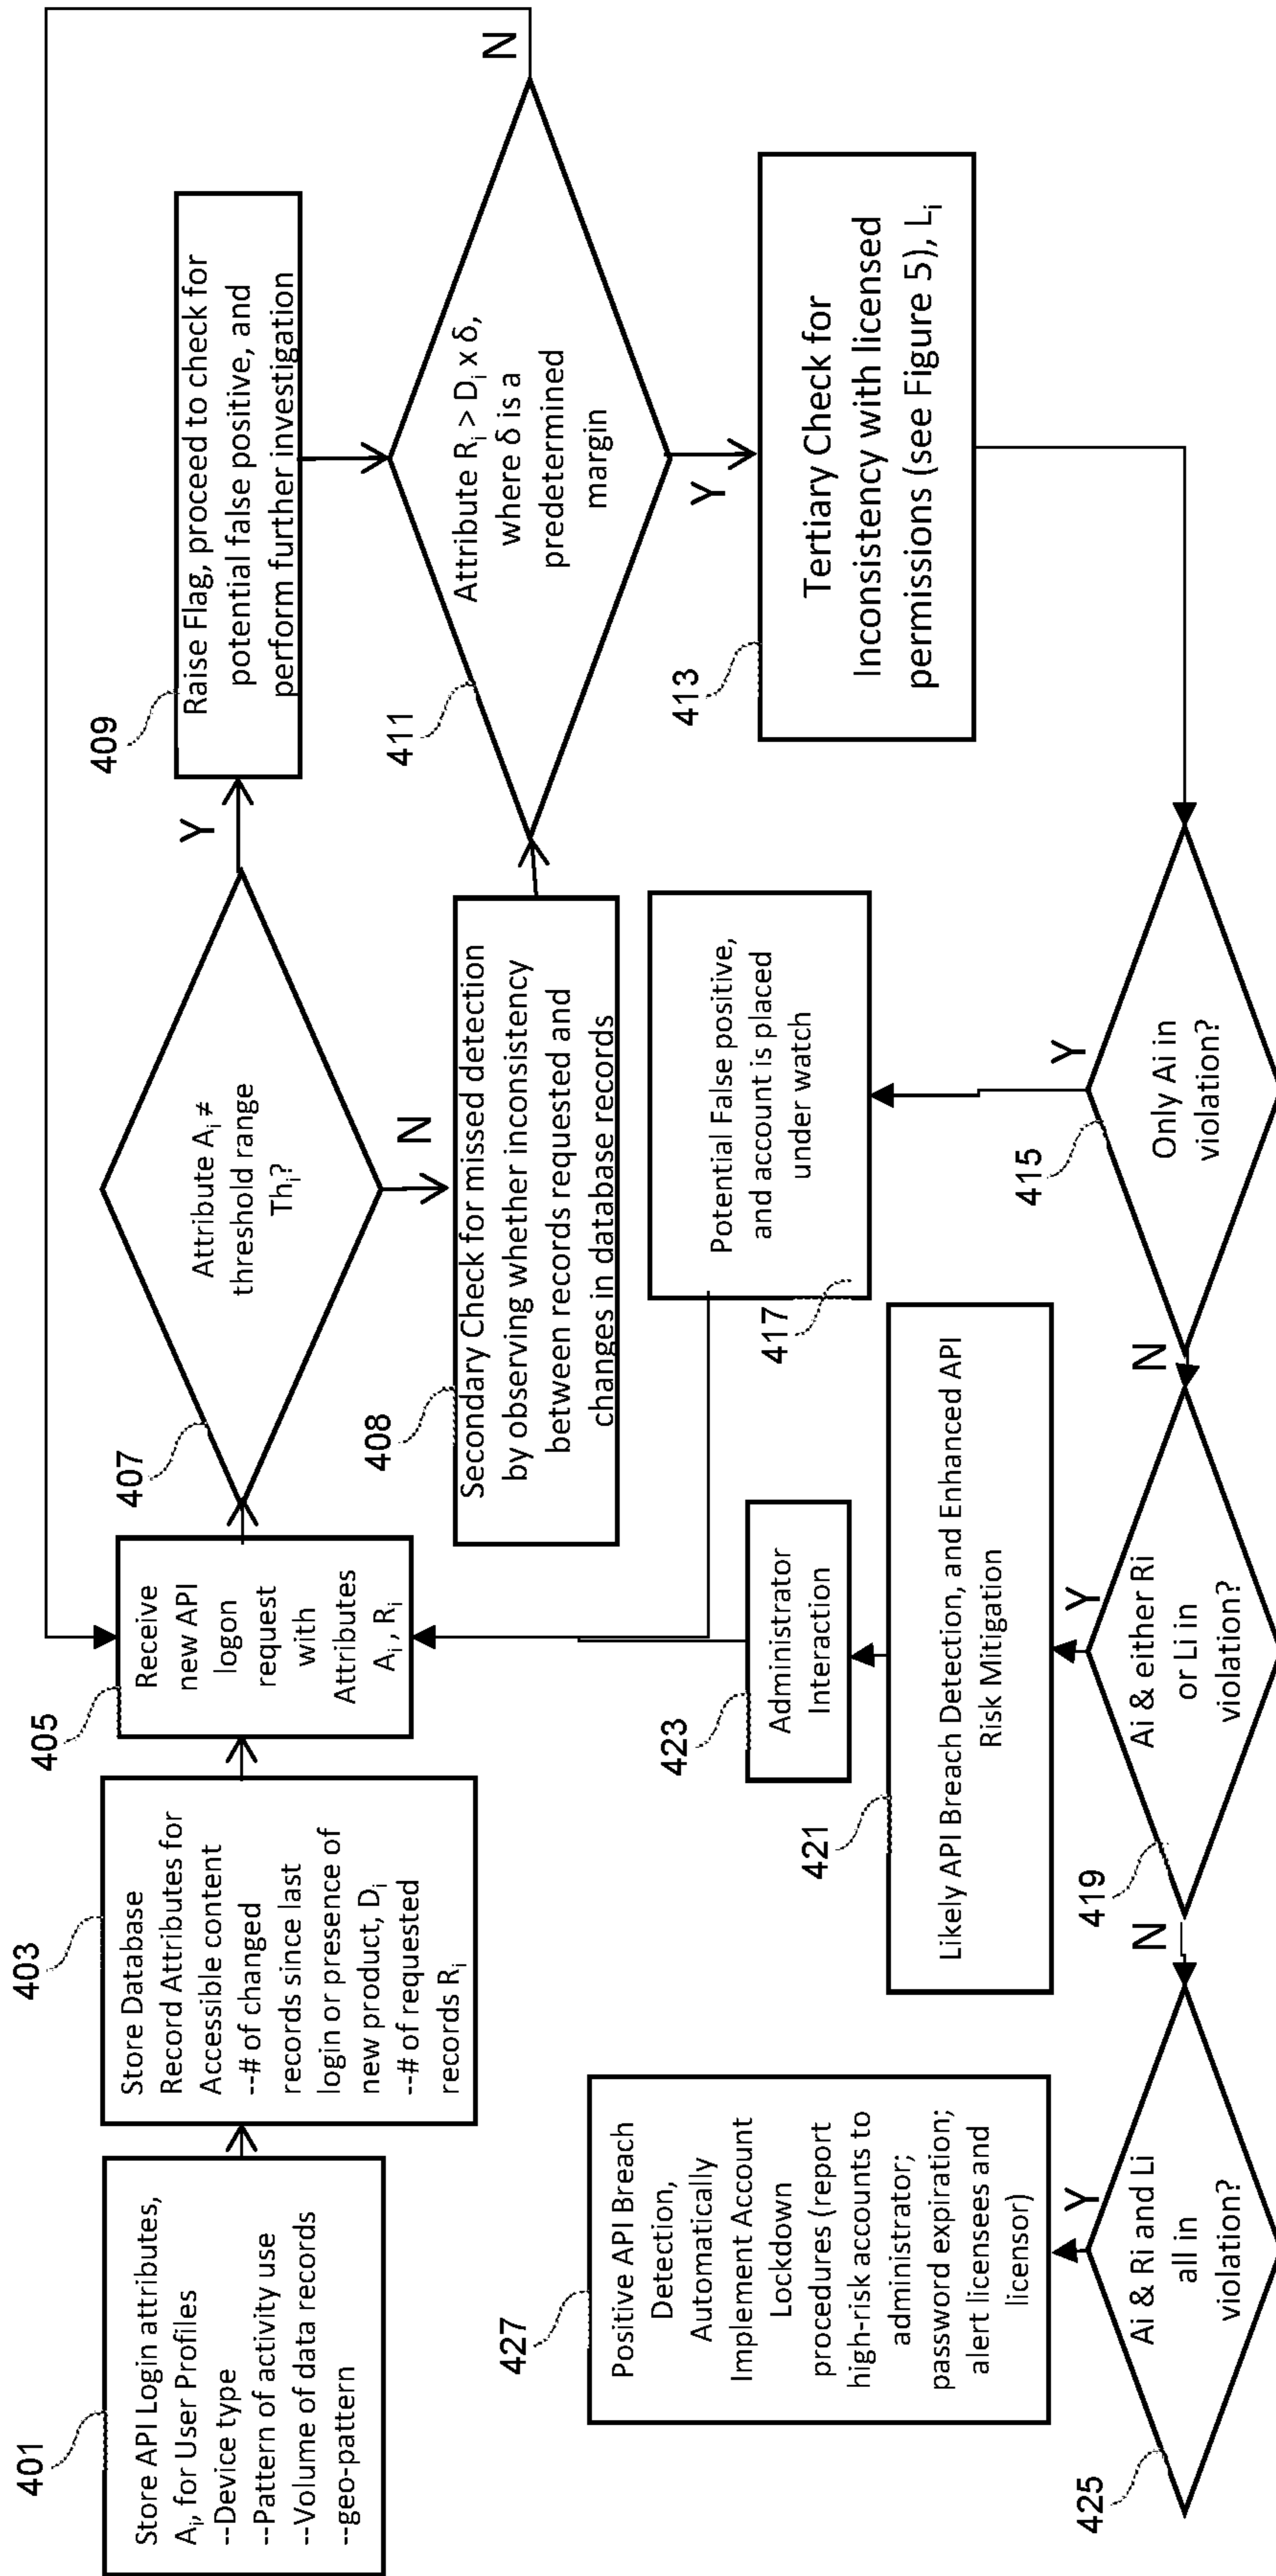 401
Store API Login attributes,
Ai, for User Profiles
--Device type
--Pattern of activity use
--Volume of data records
--geo-pattern
403
Store Database
Record Attributes for
Accessible content
--# of changed
records since last
login or presence of
new product, Di
--# of requested
records Ri
405
Receive
new API
logon
request
with
Attributes
Ai , Ri
407
Attribute Ai ≠
threshold range
Thi?
Y
N
408
Secondary Check for missed detection
by observing whether inconsistency
between records requested and
changes in database records
409
Raise Flag, proceed to check for
potential false positive, and
perform further investigation
411
Attribute Ri > Di x δ,
where δ is a
predetermined
margin
N
Y
413
Tertiary Check for
Inconsistency with licensed
permissions (see Figure 5), Li
415
Only Ai in
violation?
Y
N
417
Potential False positive,
and account is placed
under watch
419
Ai & either Ri
or Li in
violation?
Y
N
421
Likely API Breach Detection, and Enhanced API
Risk Mitigation
423
Administrator
Interaction
425
Ai & Ri and Li
all in
violation?
Y
427
Positive API Breach
Detection,
Automatically
Implement Account
Lockdown
procedures (report
high-risk accounts to
administrator;
password expiration;
alert licensees and
licensor)